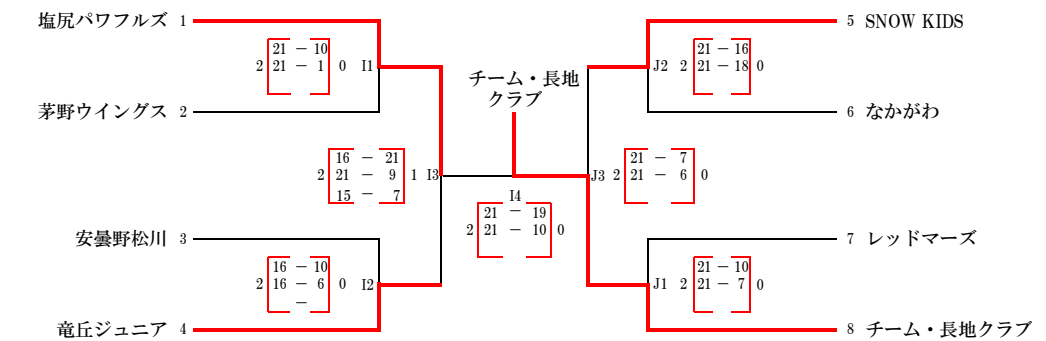 塩尻パワフルズ 1
5 SNOW KIDS
21 － 10
2 21 － 1 0 I1
21 － 16
J2 2 21 － 18 0
チーム・長地
クラブ
茅野ウイングス 2
6 なかがわ
16 － 21
2 21 － 9 1 I3
15 － 7
21 － 7
J3 2 21 － 6 0
I4
21 － 19
2 21 － 10 0
安曇野松川 3
7 レッドマーズ
16 － 10
2 16 － 6 0 I2
－
21 － 10
J1 2 21 － 7 0
竜丘ジュニア 4
8 チーム・長地クラブ